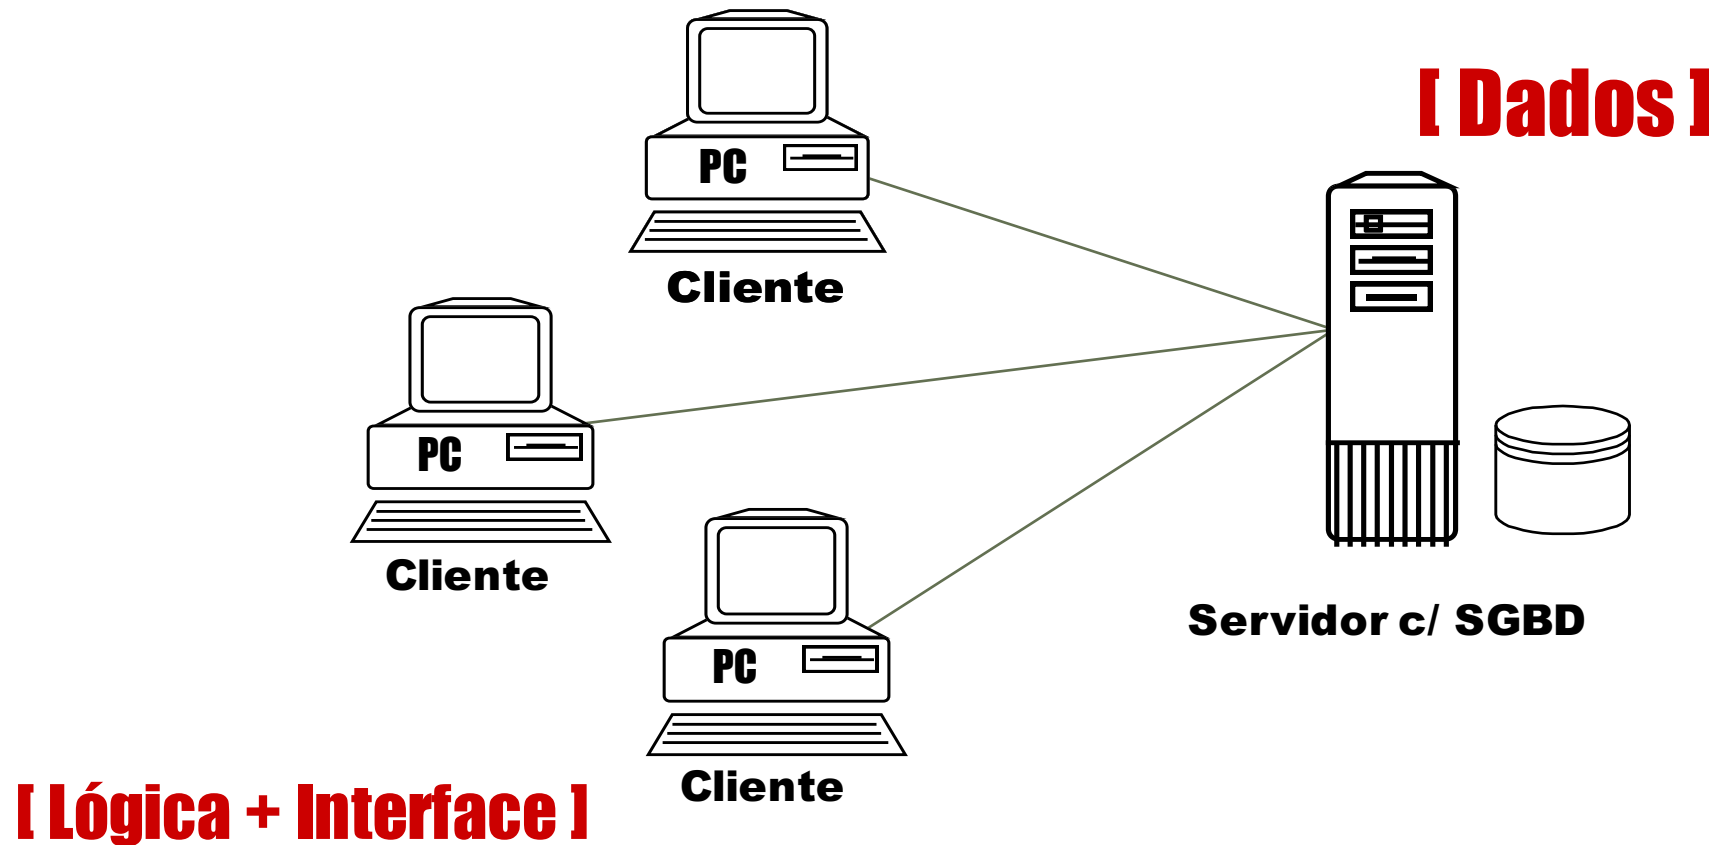 [ Dados ]
PC
Cliente
PC
Cliente
Servidor c/ SGBD
PC
Cliente
[ Lógica + Interface ]